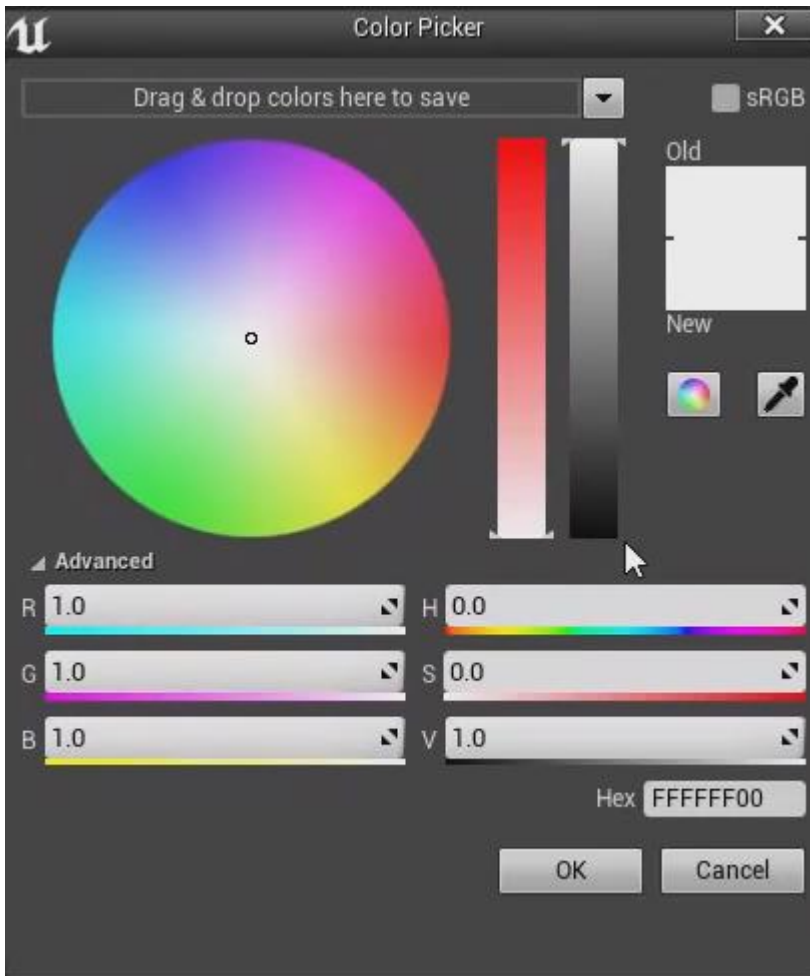 Color Picker
Drag & drop colors here to save
sRGB
Old
New
Advanced
R 1.0
H 0.0
G 1.0
S 0.0
B 1.0
V 1.0
Hex FFFFFF00
OK
Cancel